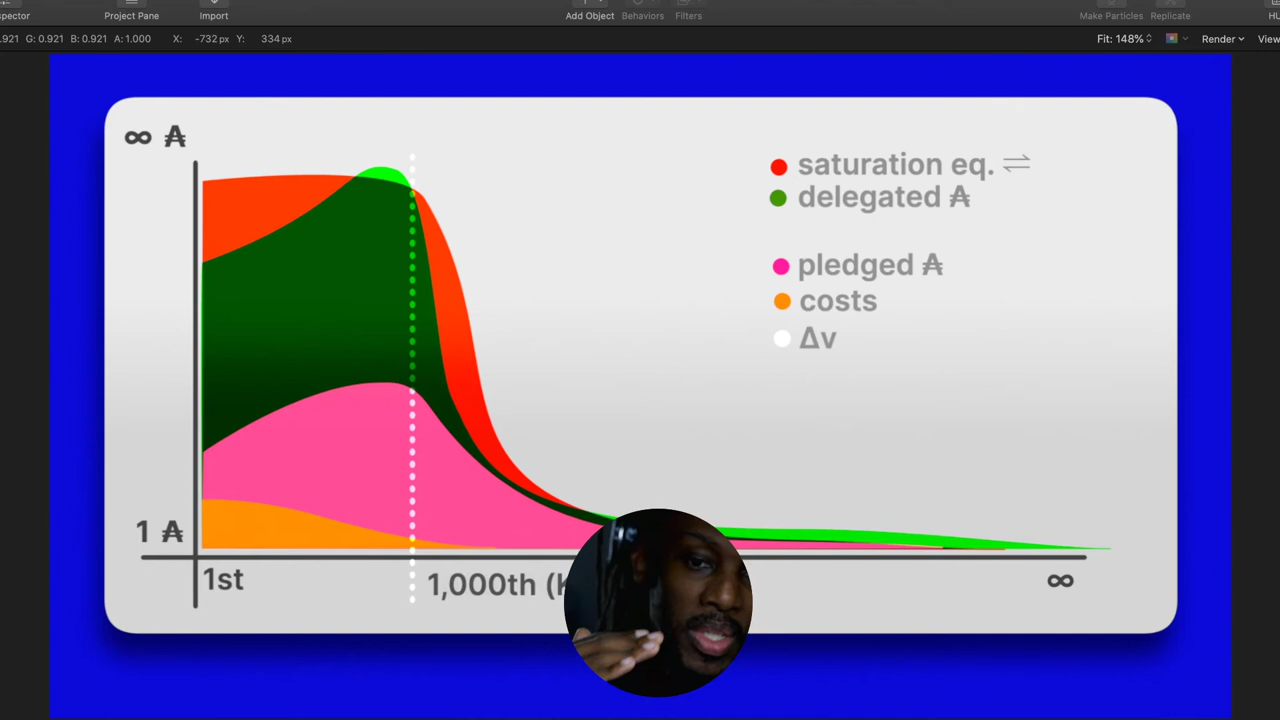 Project Pane
Import
Add Object
Behaviors
Filters
Make Particles
Replicate
G: 0.921 B: 0.921 A: 1.000 X: -732 px Y: 334 px
Fit: 148%
Render
View
∞ ₳
saturation eq. ⇌
delegated ₳
pledged ₳
costs
Δv
1 ₳
1st
1,000th
∞